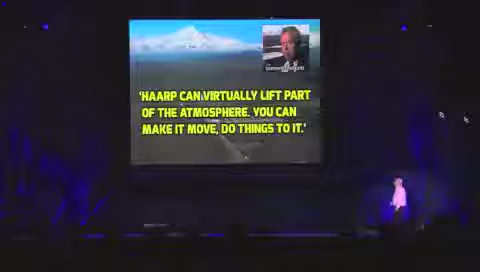 'HAARP CAN VIRTUALLY LIFT PART
OF THE ATMOSPHERE. YOU CAN
MAKE IT MOVE, DO THINGS TO IT.'